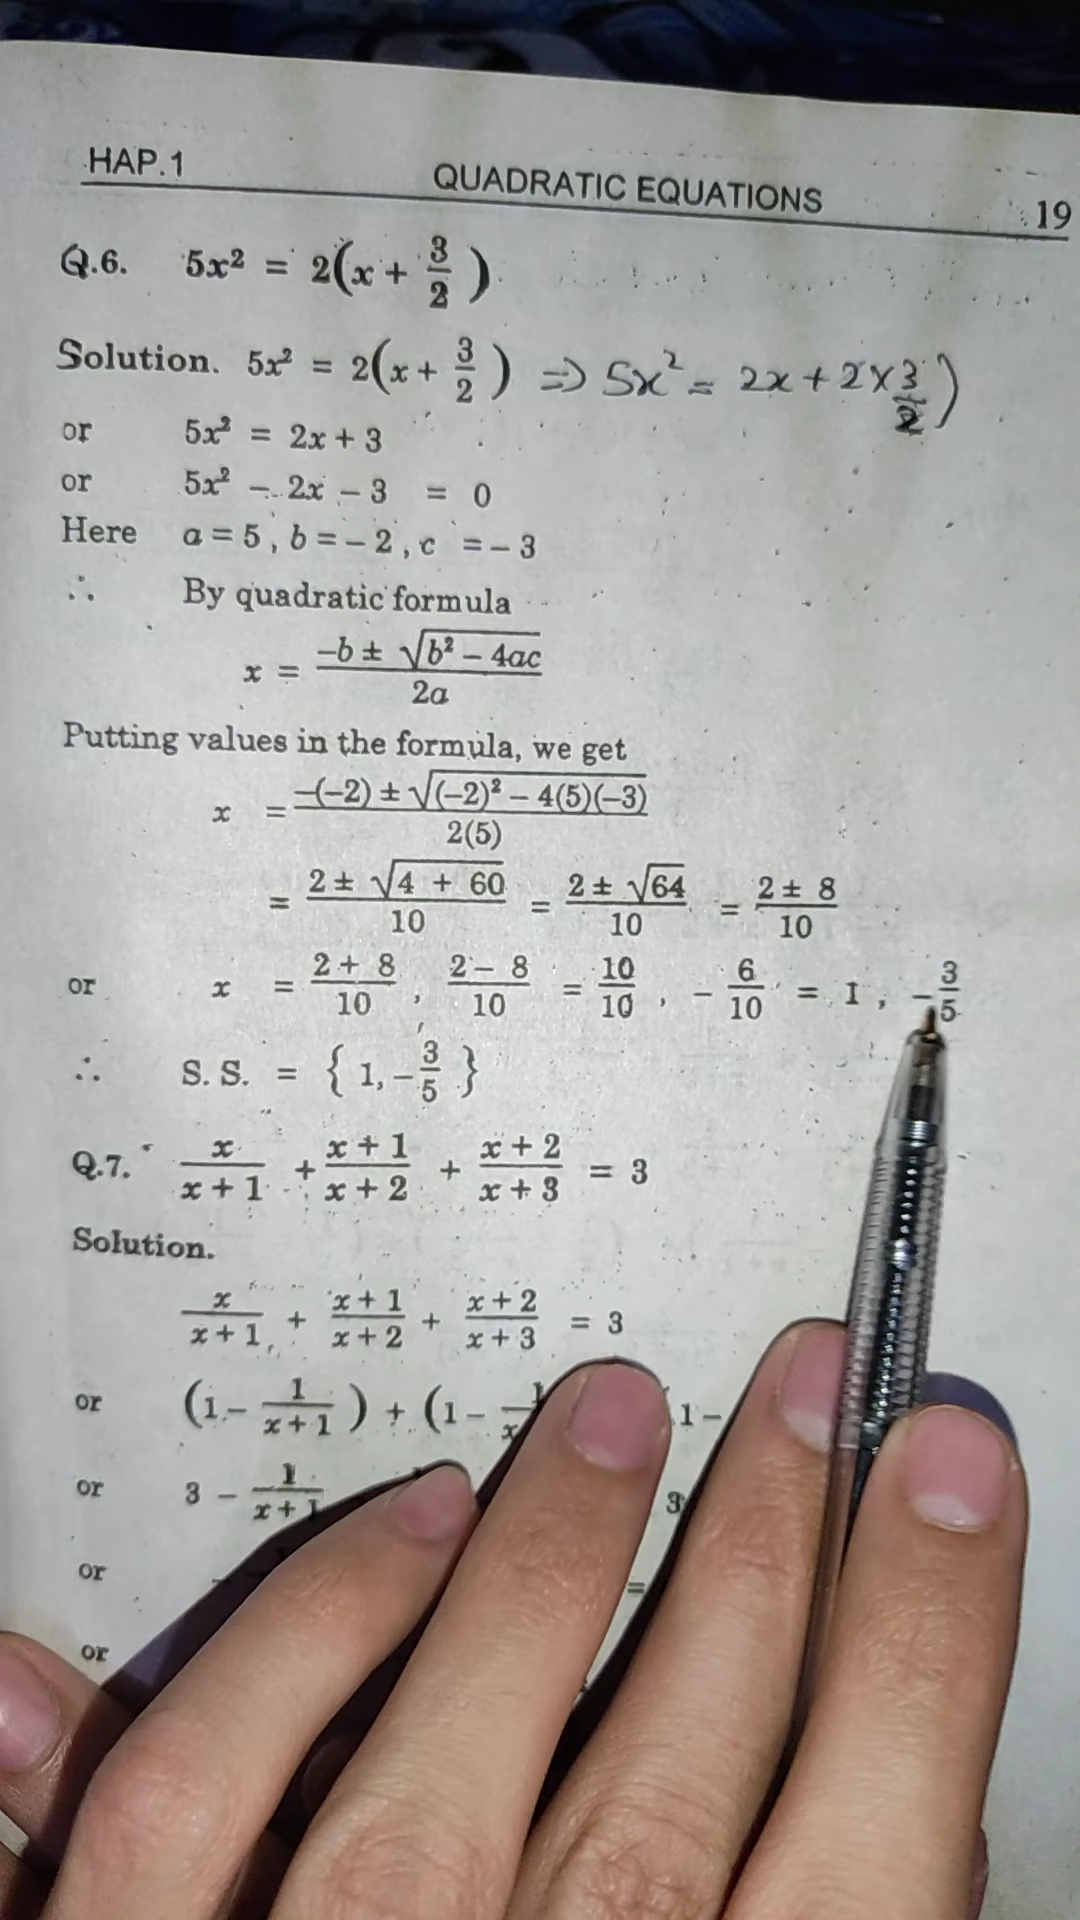 HAP.1 QUADRATIC EQUATIONS 19
Q.6. 5x² = 2(x + 3/2)
Solution. 5x² = 2(x + 3/2) => 5x² = 2x + 2 x 3/2)
or 5x² = 2x + 3
or 5x² - 2x - 3 = 0
Here a = 5, b = - 2, c = - 3
∴ By quadratic formula
x = (-b ± √(b² - 4ac))/2a
Putting values in the formula, we get
x = (-(-2) ± √((-2)² - 4(5)(-3)))/2(5)
= (2 ± √(4 + 60))/10 = (2 ± √64)/10 = (2 ± 8)/10
or x = (2 + 8)/10, (2 - 8)/10 = 10/10, - 6/10 = 1, - 3/5
∴ S. S. = {1, - 3/5}
Q.7. x/(x + 1) + (x + 1)/(x + 2) + (x + 2)/(x + 3) = 3
Solution.
x/(x + 1) + (x + 1)/(x + 2) + (x + 2)/(x + 3) = 3
or (1 - 1/(x + 1)) + (1 - 1/x 1 -
or 3 - 1/(x + 1 3
or =
or